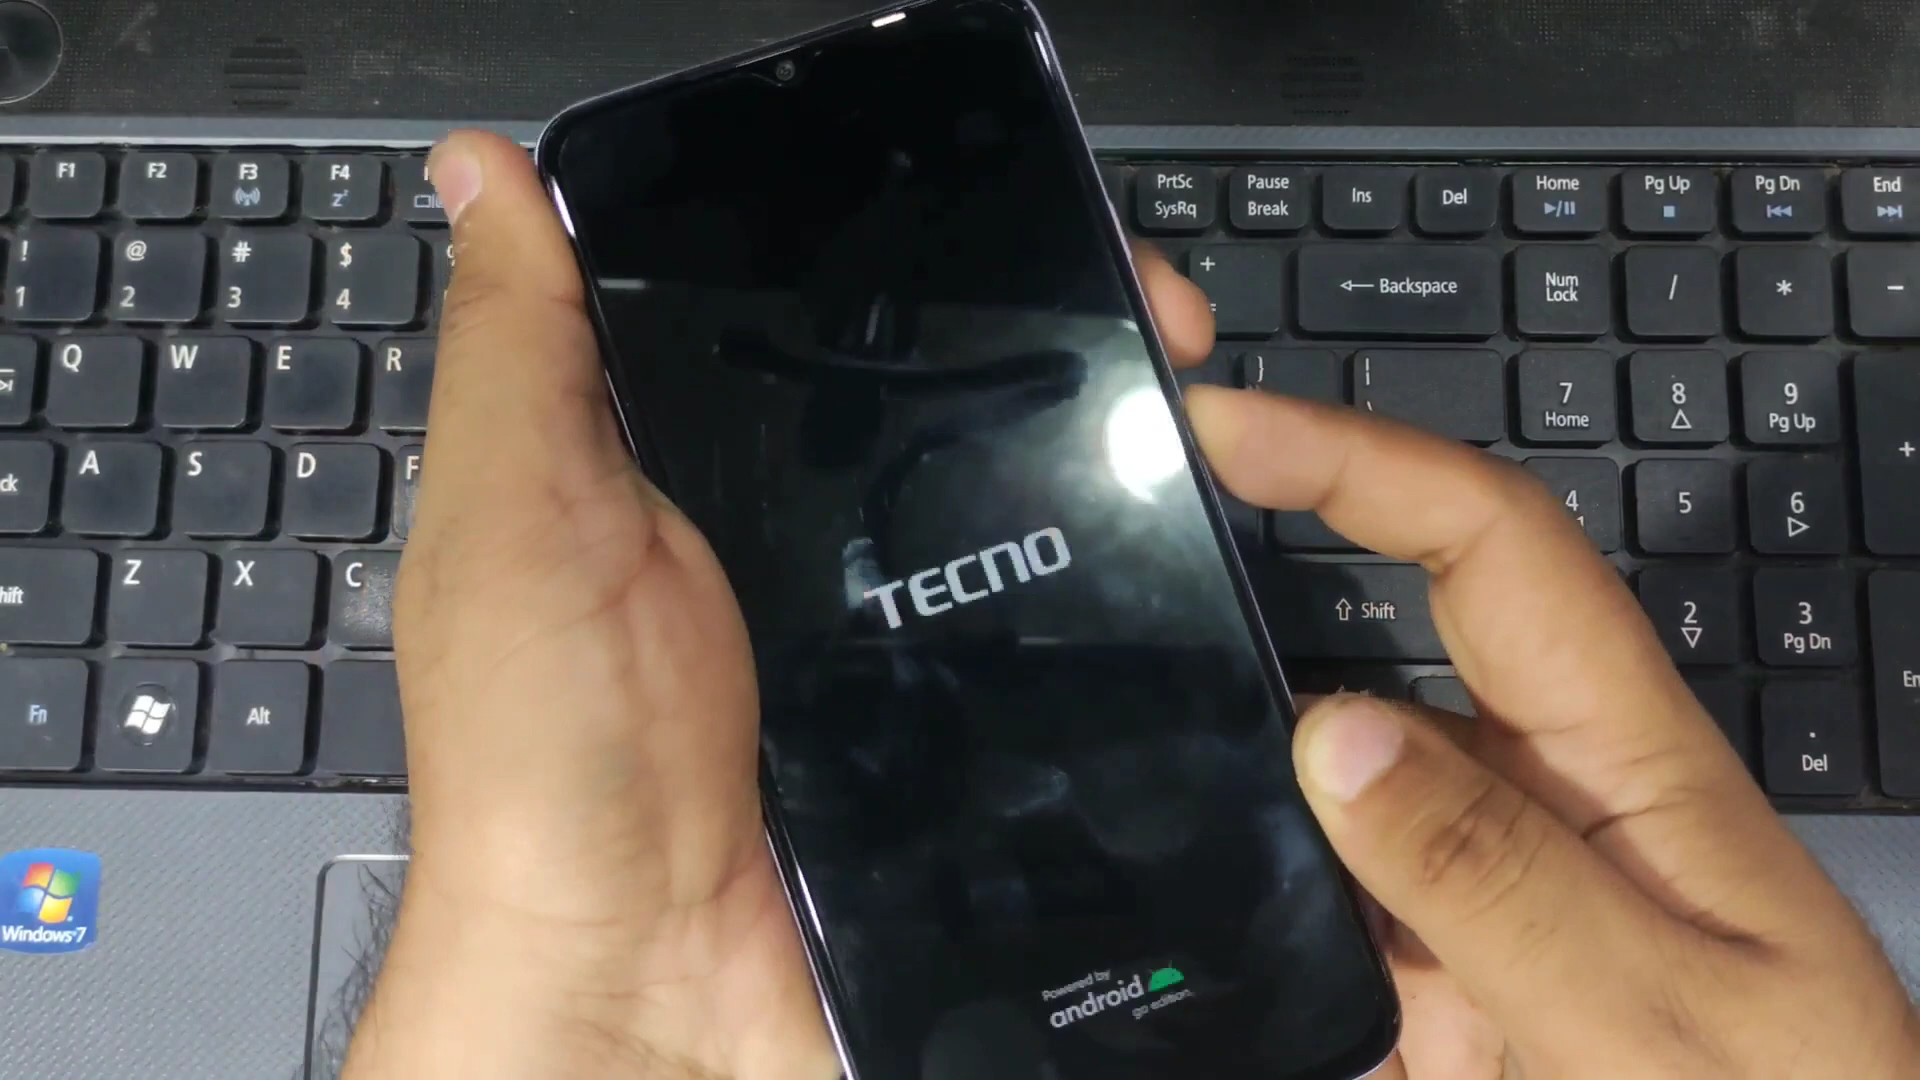 F1
F2
F3
F4
z
PrtSc
SysRq
Pause
Break
Ins
Del
Home
Pg Up
Pg Dn
End
!
1
@
2
#
3
$
4
+
=
← Backspace
Num
Lock
/
*
−
Q
W
E
R
}
|
\
7
Home
8
9
Pg Up
+
A
S
D
F
4
5
6
TECNO
Z
X
C
⇧ Shift
2
3
Pg Dn
Fn
Alt
.
Del
Windows 7
Powered by
android
go edition